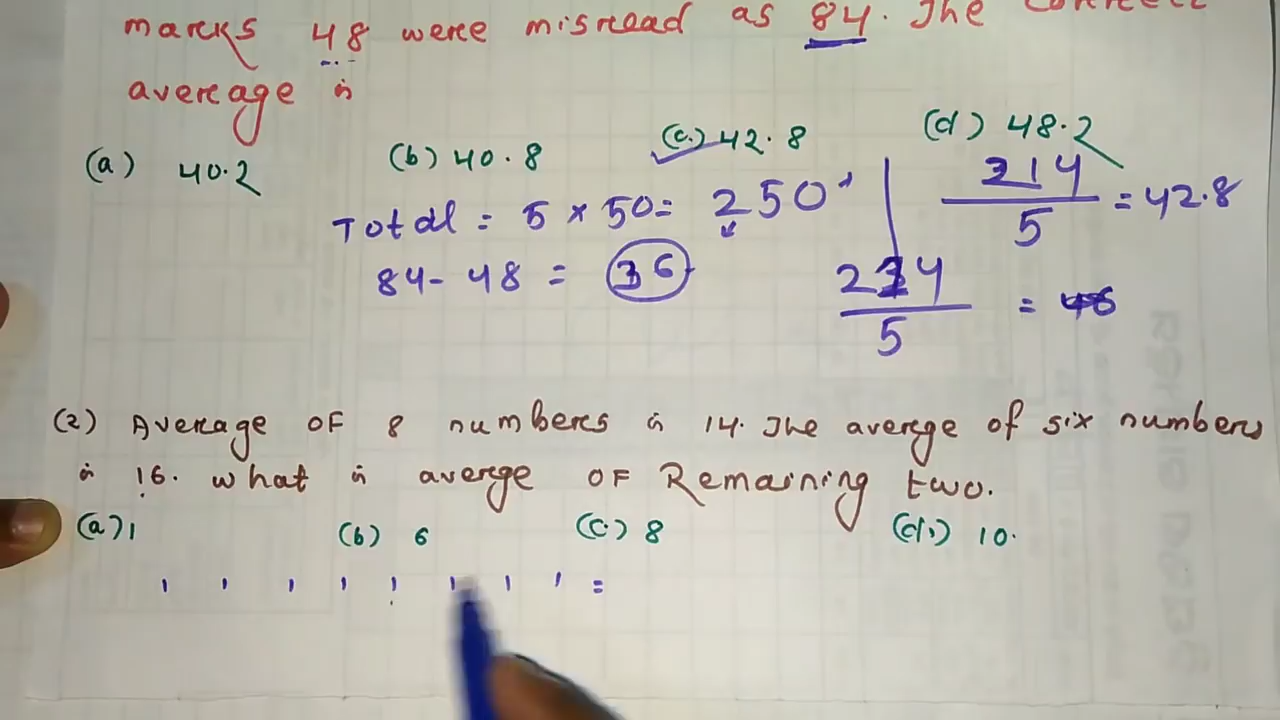 marks 48 were misread as 84. The correct
average is
(a) 40.2 (b) 40.8 (c.) 42.8 (d) 48.2
Total = 5 x 50 = 250
214/5 = 42.8
84 - 48 = 36
234/5 = 46
(2) Average OF 8 numbers is 14. The averge of six numbers
is 16. what is averge OF Remaining two.
(a) 1 (b) 6 (c.) 8 (d.) 10.
, , , , , , , , =